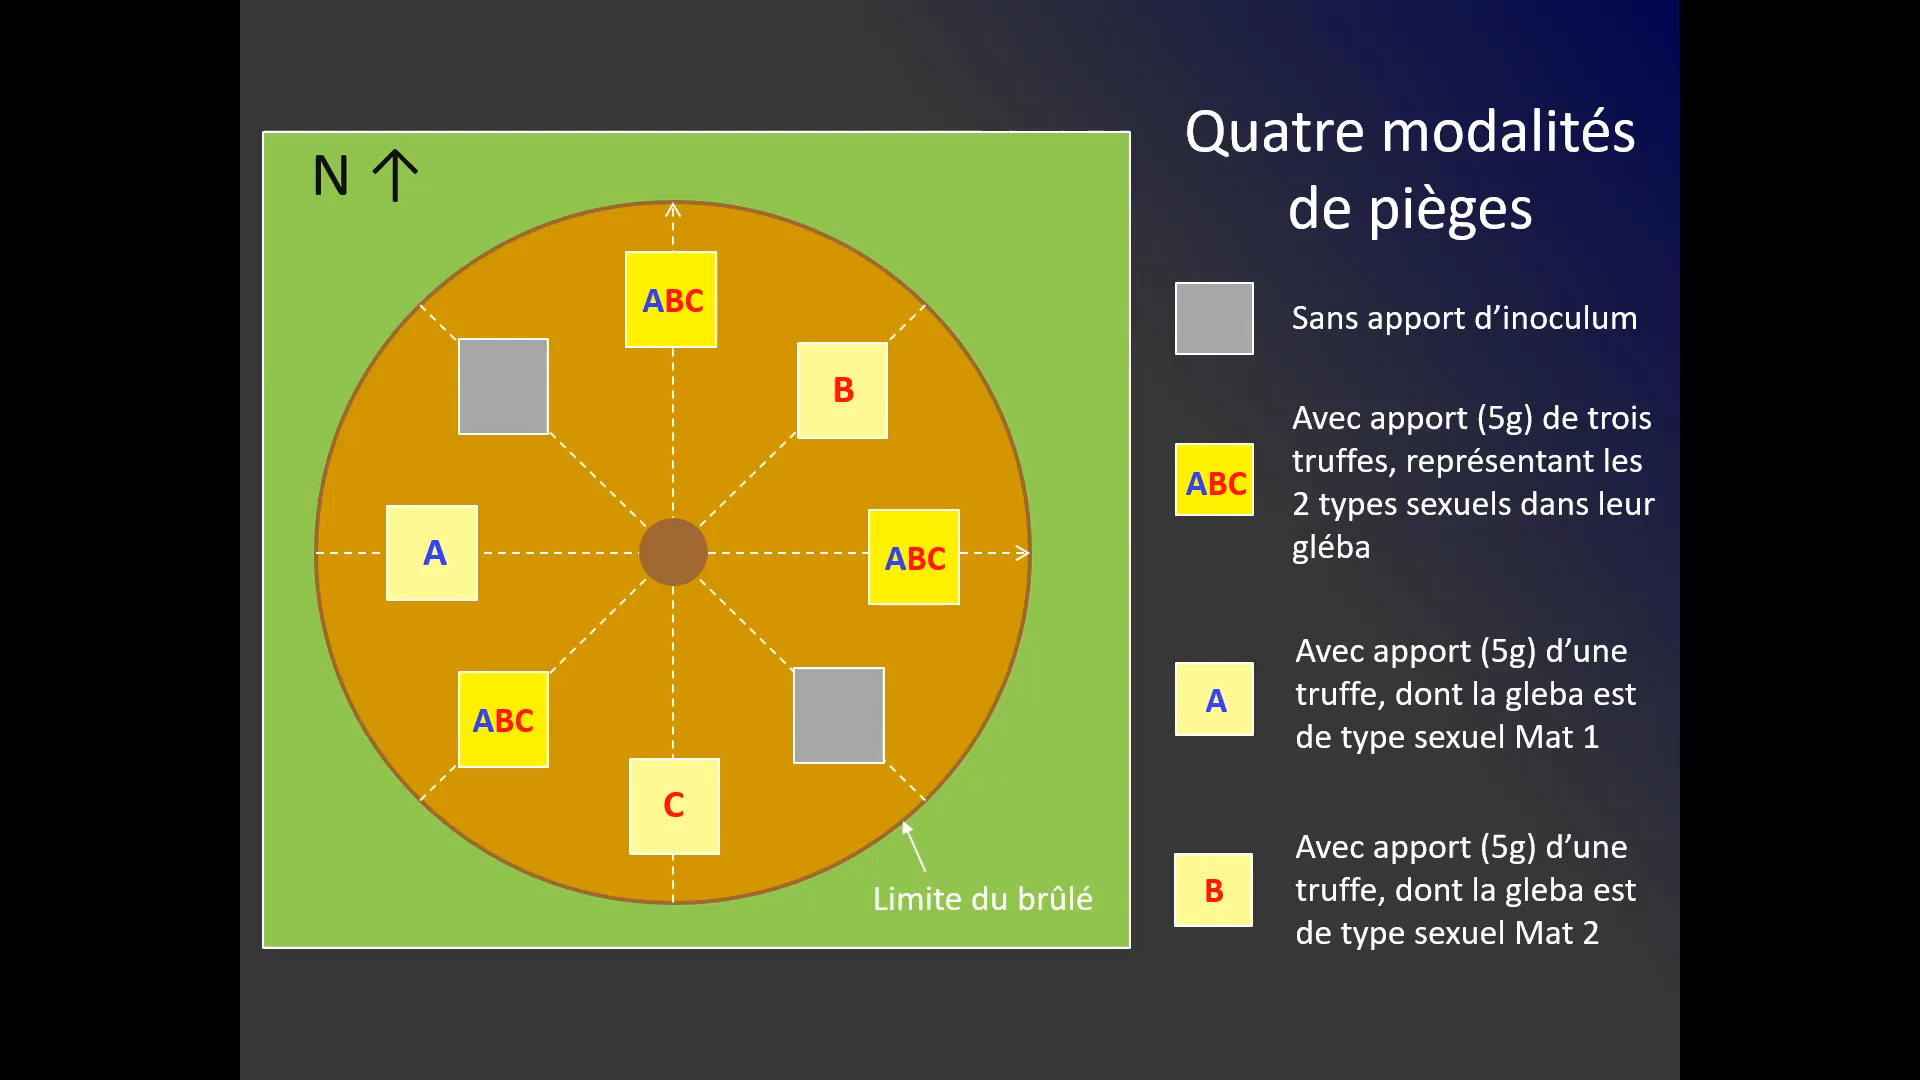 N ↑
ABC
B
A
ABC
ABC
C
Limite du brûlé
Quatre modalités
de pièges
Sans apport d’inoculum
ABC
Avec apport (5g) de trois
truffes, représentant les
2 types sexuels dans leur
gléba
A
Avec apport (5g) d’une
truffe, dont la gleba est
de type sexuel Mat 1
B
Avec apport (5g) d’une
truffe, dont la gleba est
de type sexuel Mat 2